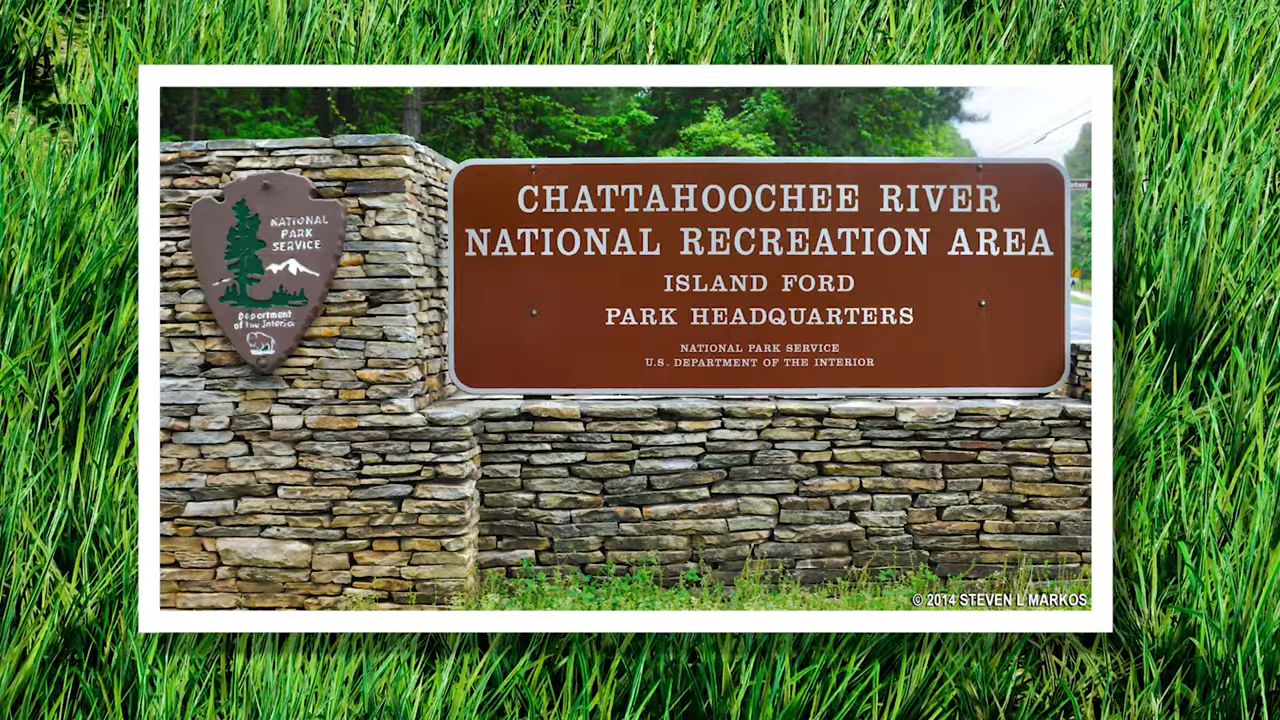 NATIONAL
PARK
SERVICE
Department
of the Interior
CHATTAHOOCHEE RIVER
NATIONAL RECREATION AREA
ISLAND FORD
PARK HEADQUARTERS
NATIONAL PARK SERVICE
U.S. DEPARTMENT OF THE INTERIOR
© 2014 STEVEN L MARKOS